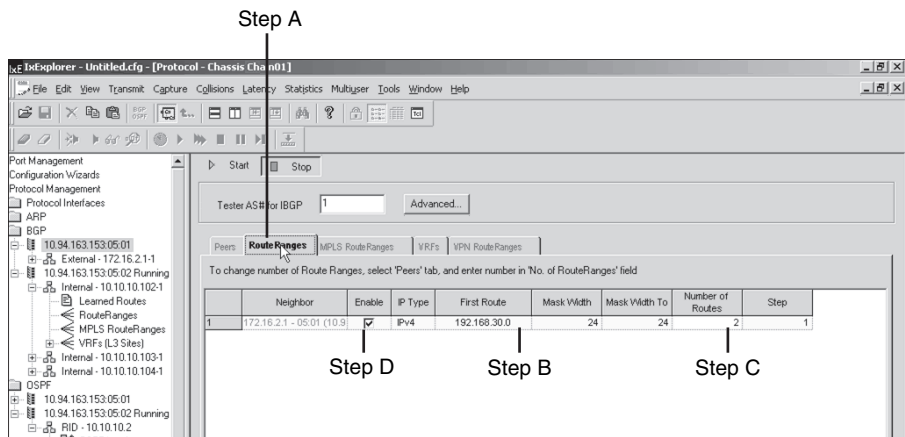 Step A
IxExplorer - Untitled.cfg - [Protocol - Chassis Chain01]
File Edit View Transmit Capture Collisions Latency Statistics Multiuser Tools Window Help
BGP
OSPF
Tcl
Port Management
Configuration Wizards
Protocol Management
Protocol Interfaces
ARP
BGP
10.94.163.153:05:01
External - 172.16.2.1-1
10.94.163.153:05:02 Running
Internal - 10.10.10.102-1
Learned Routes
RouteRanges
MPLS RouteRanges
VRFs (L3 Sites)
Internal - 10.10.10.103-1
Internal - 10.10.10.104-1
OSPF
10.94.163.153:05:01
10.94.163.153:05:02 Running
RID - 10.10.10.2
Start Stop
Tester AS# for IBGP 1 Advanced...
Peers RouteRanges MPLS RouteRanges VRFs VPN RouteRanges
To change number of Route Ranges, select 'Peers' tab, and enter number in 'No. of RouteRanges' field
Neighbor Enable IP Type First Route Mask Width Mask Width To Number of Routes Step
1 172.16.2.1 - 05:01 (10.9 IPv4 192.168.30.0 24 24 2 1
Step D Step B Step C